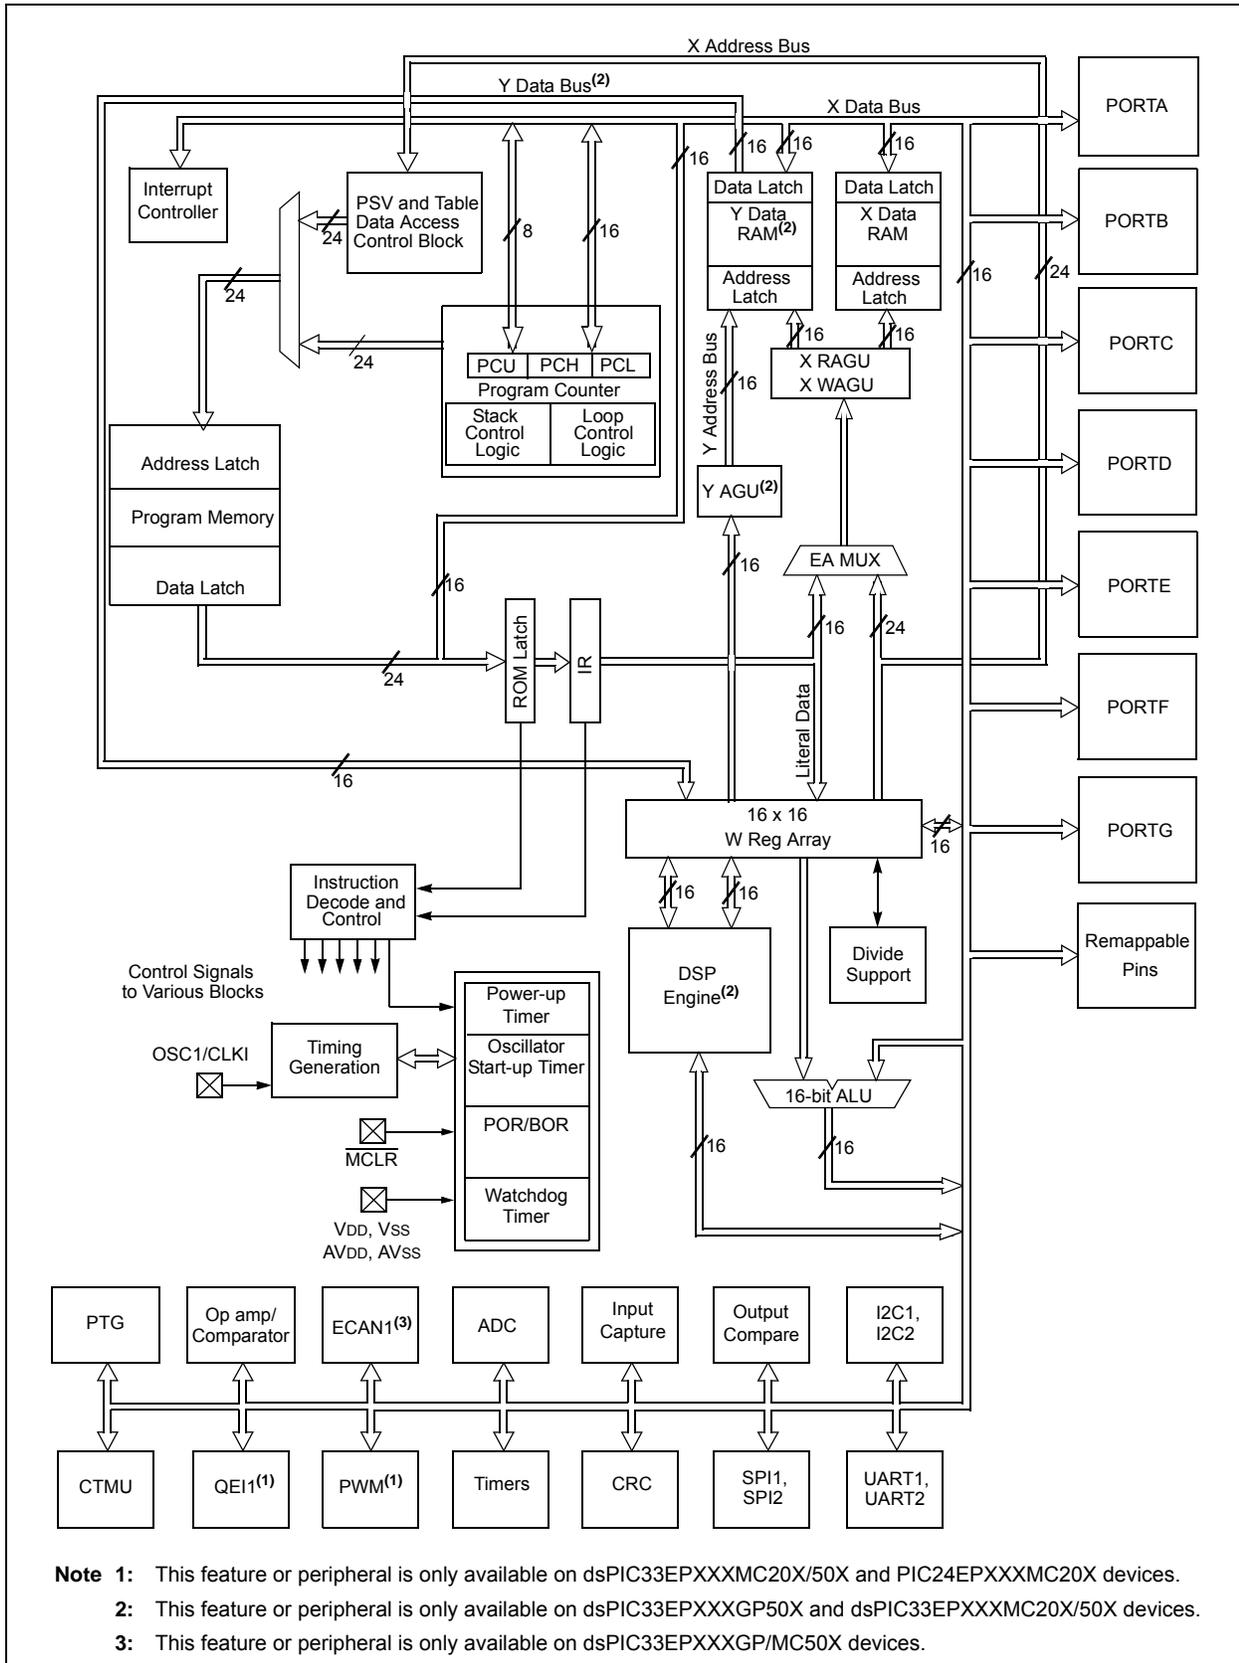 X Address Bus
Y Data Bus(2)
X Data Bus
PORTA
16
16
16
16
Interrupt
Controller
PSV and Table
Data Access
Control Block
24
8
16
Data Latch
Y Data
RAM(2)
Address
Latch
Data Latch
X Data
RAM
Address
Latch
PORTB
24
16
24
PORTC
24
PCU
PCH
PCL
Program Counter
Stack
Control
Logic
Loop
Control
Logic
16
16
X RAGU
X WAGU
Y Address Bus
16
Address Latch
Program Memory
Data Latch
Y AGU(2)
PORTD
16
16
EA MUX
PORTE
ROM Latch
IR
16
24
24
Literal Data
PORTF
16
16 x 16
W Reg Array
16
PORTG
Instruction
Decode and
Control
16
16
Control Signals
to Various Blocks
DSP
Engine(2)
Divide
Support
Remappable
Pins
Power-up
Timer
OSC1/CLKI
Timing
Generation
Oscillator
Start-up Timer
16-bit ALU
POR/BOR
MCLR
16
16
Watchdog
Timer
VDD, VSS
AVDD, AVSS
PTG
Op amp/
Comparator
ECAN1(3)
ADC
Input
Capture
Output
Compare
I2C1,
I2C2
CTMU
QEI1(1)
PWM(1)
Timers
CRC
SPI1,
SPI2
UART1,
UART2
Note 1: This feature or peripheral is only available on dsPIC33EPXXXMC20X/50X and PIC24EPXXXMC20X devices.
2: This feature or peripheral is only available on dsPIC33EPXXXGP50X and dsPIC33EPXXXMC20X/50X devices.
3: This feature or peripheral is only available on dsPIC33EPXXXGP/MC50X devices.